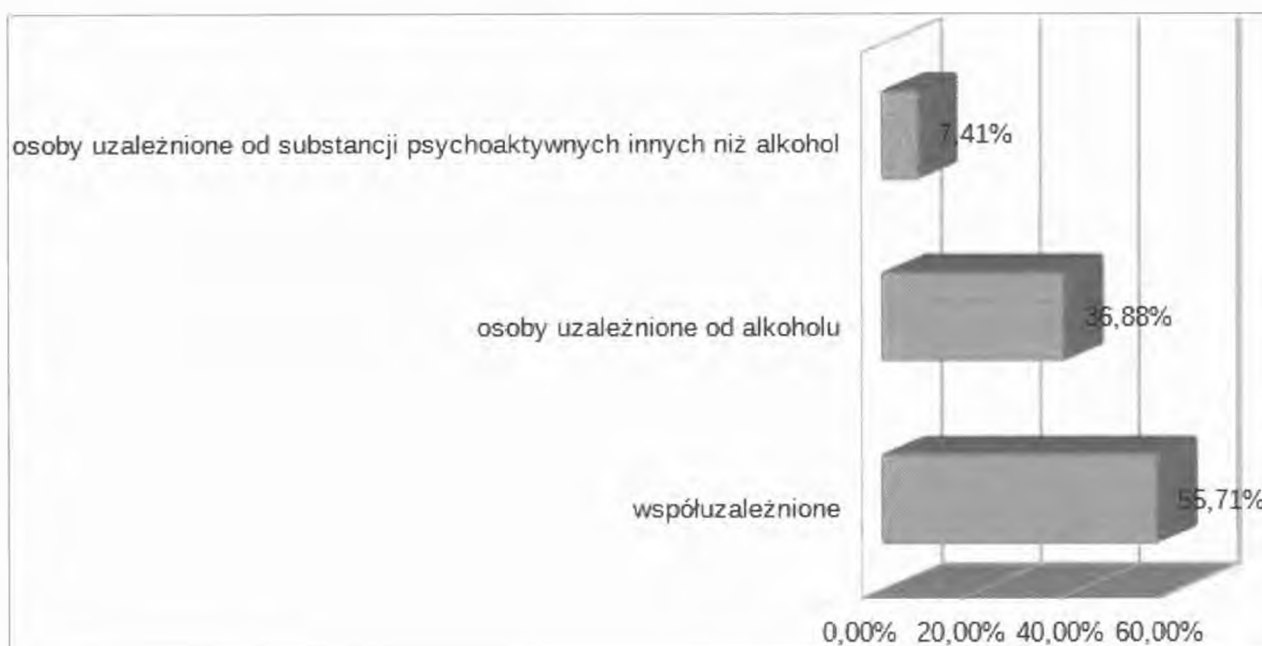 osoby uzależnione od substancji psychoaktywnych innych niż alkohol
7,41%
osoby uzależnione od alkoholu
36,88%
współuzależnione
55,71%
0,00% 20,00% 40,00% 60,00%